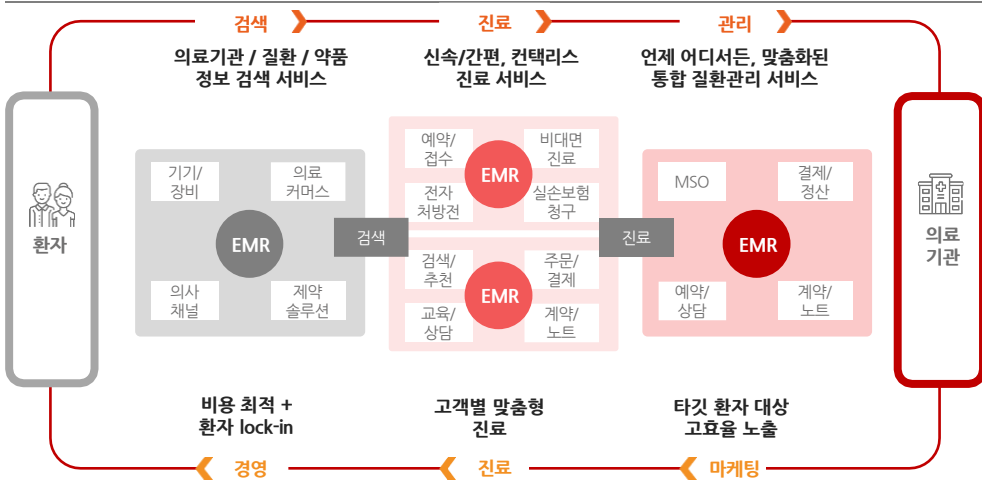 검색
진료
관리
의료기관 / 질환 / 약품
정보 검색 서비스
신속/간편, 컨택리스
진료 서비스
언제 어디서든, 맞춤화된
통합 질환관리 서비스
환자
기기/
장비
의료
커머스
EMR
의사
채널
제약
솔루션
검색
예약/
접수
비대면
진료
EMR
전자
처방전
실손보험
청구
검색/
추천
주문/
결제
EMR
교육/
상담
계약/
노트
진료
MSO
결제/
정산
EMR
예약/
상담
계약/
노트
의료
기관
비용 최적 +
환자 lock-in
고객별 맞춤형
진료
타깃 환자 대상
고효율 노출
경영
진료
마케팅